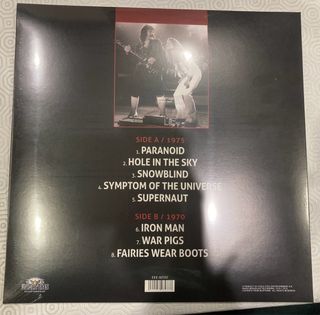 SIDE A / 1975
1. PARANOID
2. HOLE IN THE SKY
3. SNOWBLIND
4. SYMPTOM OF THE UNIVERSE
5. SUPERNAUT
SIDE B / 1970
6. IRON MAN
7. WAR PIGS
8. FAIRIES WEAR BOOTS